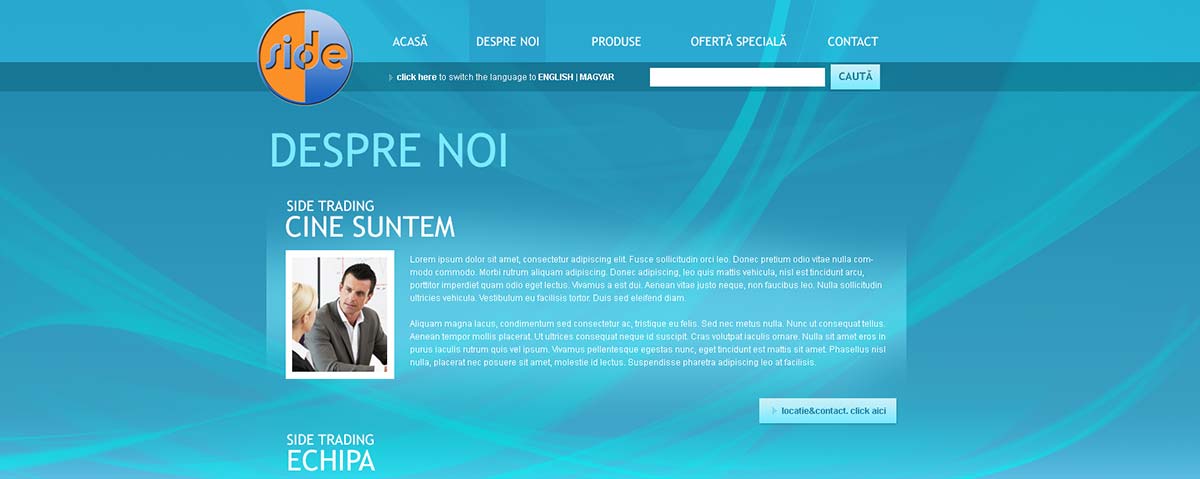 side
ACASĂ DESPRE NOI PRODUSE OFERTĂ SPECIALĂ CONTACT
click here to switch the language to ENGLISH | MAGYAR
CAUTĂ
DESPRE NOI
SIDE TRADING
CINE SUNTEM
Lorem ipsum dolor sit amet, consectetur adipiscing elit. Fusce sollicitudin orci leo. Donec pretium odio vitae nulla com-
modo commodo. Morbi rutrum aliquam adipiscing. Donec adipiscing, leo quis mattis vehicula, nisl est tincidunt arcu,
porttitor imperdiet quam odio eget lectus. Vivamus a est dui. Aenean vitae justo neque, non faucibus leo. Nulla sollicitudin
ultricies vehicula. Vestibulum eu facilisis tortor. Duis sed eleifend diam.
Aliquam magna lacus, condimentum sed consectetur ac, tristique eu felis. Sed nec metus nulla. Nunc ut consequat tellus.
Aenean tempor mollis placerat. Ut ultrices consequat neque id suscipit. Cras volutpat iaculis ornare. Nulla sit amet eros in
purus iaculis rutrum quis vel ipsum. Vivamus pellentesque egestas nunc, eget tincidunt est mattis sit amet. Phasellus nisl
nulla, placerat nec posuere sit amet, molestie id lectus. Suspendisse pharetra adipiscing leo at facilisis.
locatie&contact. click aici
SIDE TRADING
ECHIPA